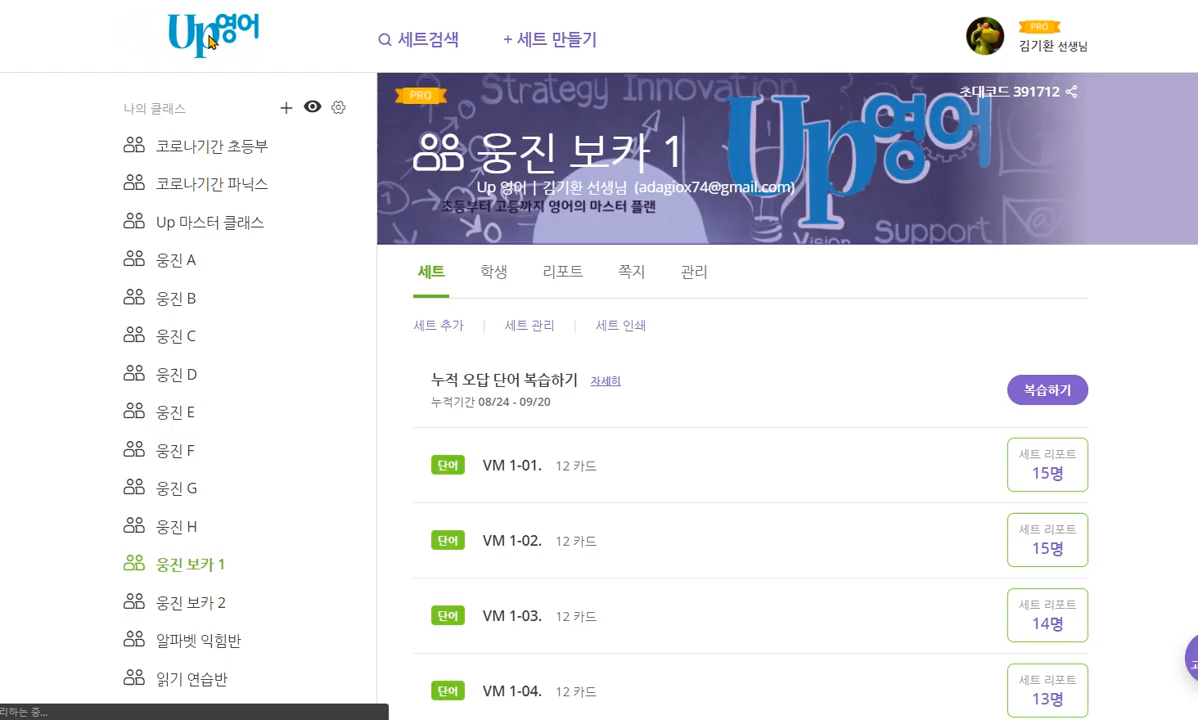 Up영어
세트검색
+ 세트 만들기
PRO
김기환 선생님
나의 클래스
코로나기간 초등부
코로나기간 파닉스
Up 마스터 클래스
웅진 A
웅진 B
웅진 C
웅진 D
웅진 E
웅진 F
웅진 G
웅진 H
웅진 보카 1
웅진 보카 2
알파벳 익힘반
읽기 연습반
리하는 중...
PRO
Strategy Innovation
초대코드 391712
웅진 보카 1
Up영어
Up 영어 | 김기환 선생님 (adagiox74@gmail.com)
초등부터 고등까지 영어의 마스터 플랜
Vision
Support
세트
학생
리포트
쪽지
관리
세트 추가 | 세트 관리 | 세트 인쇄
누적 오답 단어 복습하기 자세히
누적기간 08/24 - 09/20
복습하기
단어 VM 1-01. 12 카드
세트 리포트
15명
단어 VM 1-02. 12 카드
세트 리포트
15명
단어 VM 1-03. 12 카드
세트 리포트
14명
단어 VM 1-04. 12 카드
세트 리포트
13명